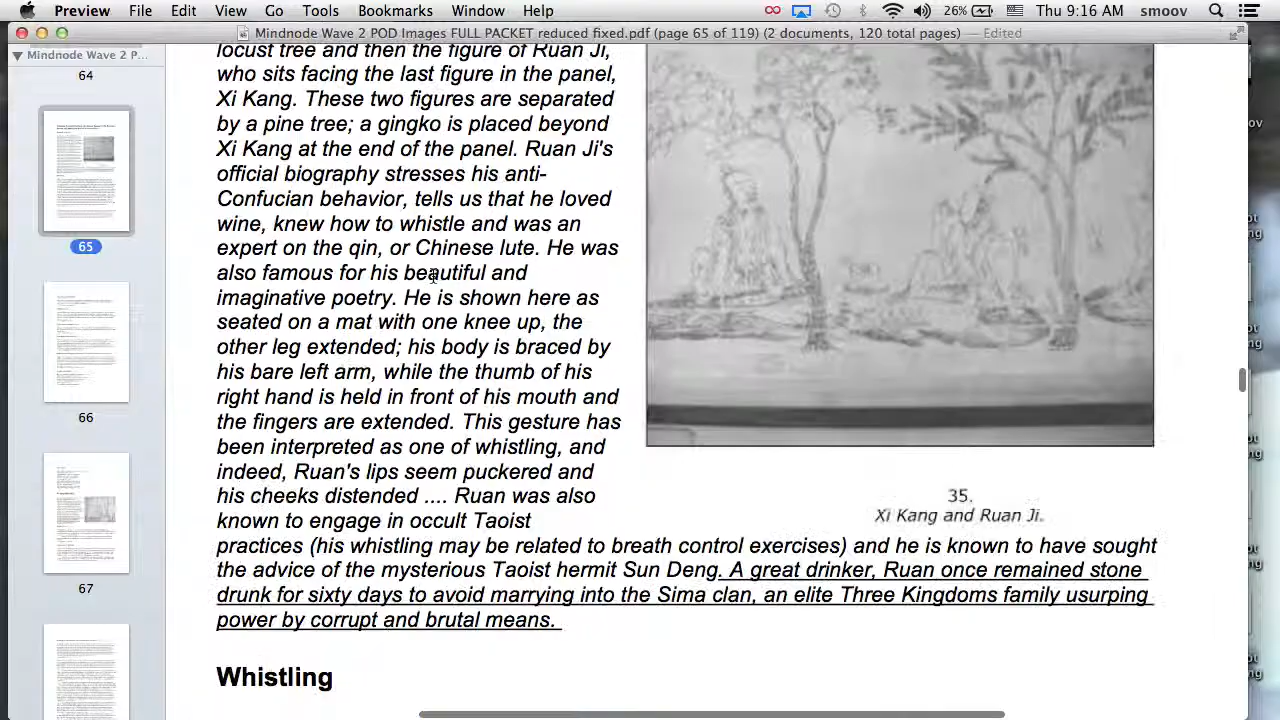 Preview File Edit View Go Tools Bookmarks Window Help 26% Thu 9:16 AM smoov
Mindnode Wave 2 POD Images FULL PACKET reduced fixed.pdf (page 65 of 119) (2 documents, 120 total pages) — Edited
Mindnode Wave 2 P...
64
65
66
67
locust tree and then the figure of Ruan Ji,
who sits facing the last figure in the panel,
Xi Kang. These two figures are separated
by a pine tree; a gingko is placed beyond
Xi Kang at the end of the panel. Ruan Ji's
official biography stresses his anti-
Confucian behavior, tells us that he loved
wine, knew how to whistle and was an
expert on the qin, or Chinese lute. He was
also famous for his beautiful and
imaginative poetry. He is shown here as
seated on a mat with one knee up, the
other leg extended; his body is braced by
his bare left arm, while the thumb of his
right hand is held in front of his mouth and
the fingers are extended. This gesture has
been interpreted as one of whistling, and
indeed, Ruan's lips seem puckered and
his cheeks distended .... Ruan was also
known to engage in occult Taoist
practices (his whistling may be related to breath control exercises) and he is known to have sought
the advice of the mysterious Taoist hermit Sun Deng. A great drinker, Ruan once remained stone
drunk for sixty days to avoid marrying into the Sima clan, an elite Three Kingdoms family usurping
power by corrupt and brutal means.
35.
Xi Kang and Ruan Ji.
Whistling